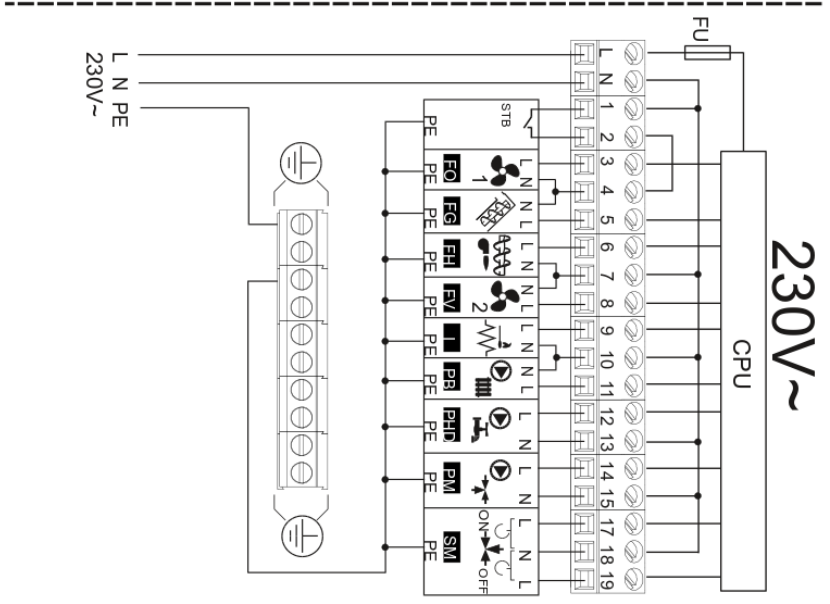 FU
L N PE
230V~
L
N
1
2
3
4
5
6
7
8
9
10
11
12
13
14
15
17
18
19
230V~
CPU
STB
PE
FO
PE
1
L N
FG
PE
N L
FH
PE
L N
FV
PE
2
N L
I
PE
L N
PB
PE
N L
PHD
PE
L N
PM
PE
L N
SM
PE
ON
OFF
L N L